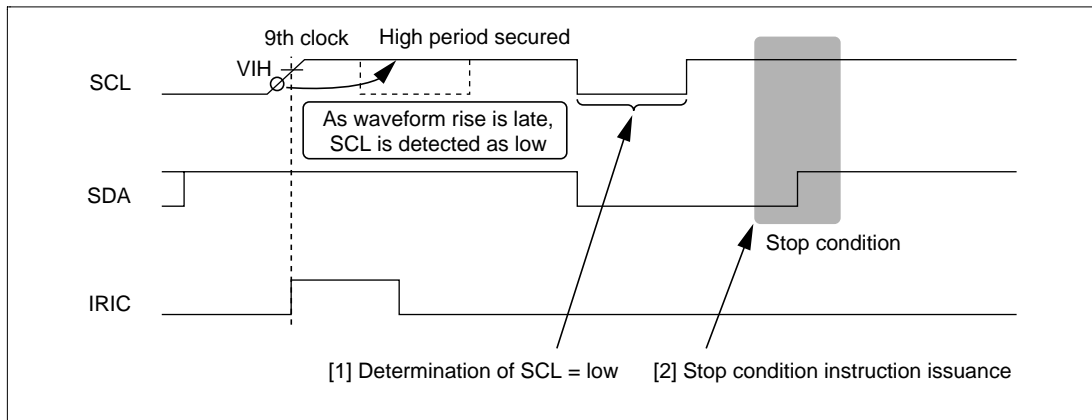 9th clock
High period secured
VIH
SCL
As waveform rise is late,
SCL is detected as low
SDA
Stop condition
IRIC
[1] Determination of SCL = low
[2] Stop condition instruction issuance